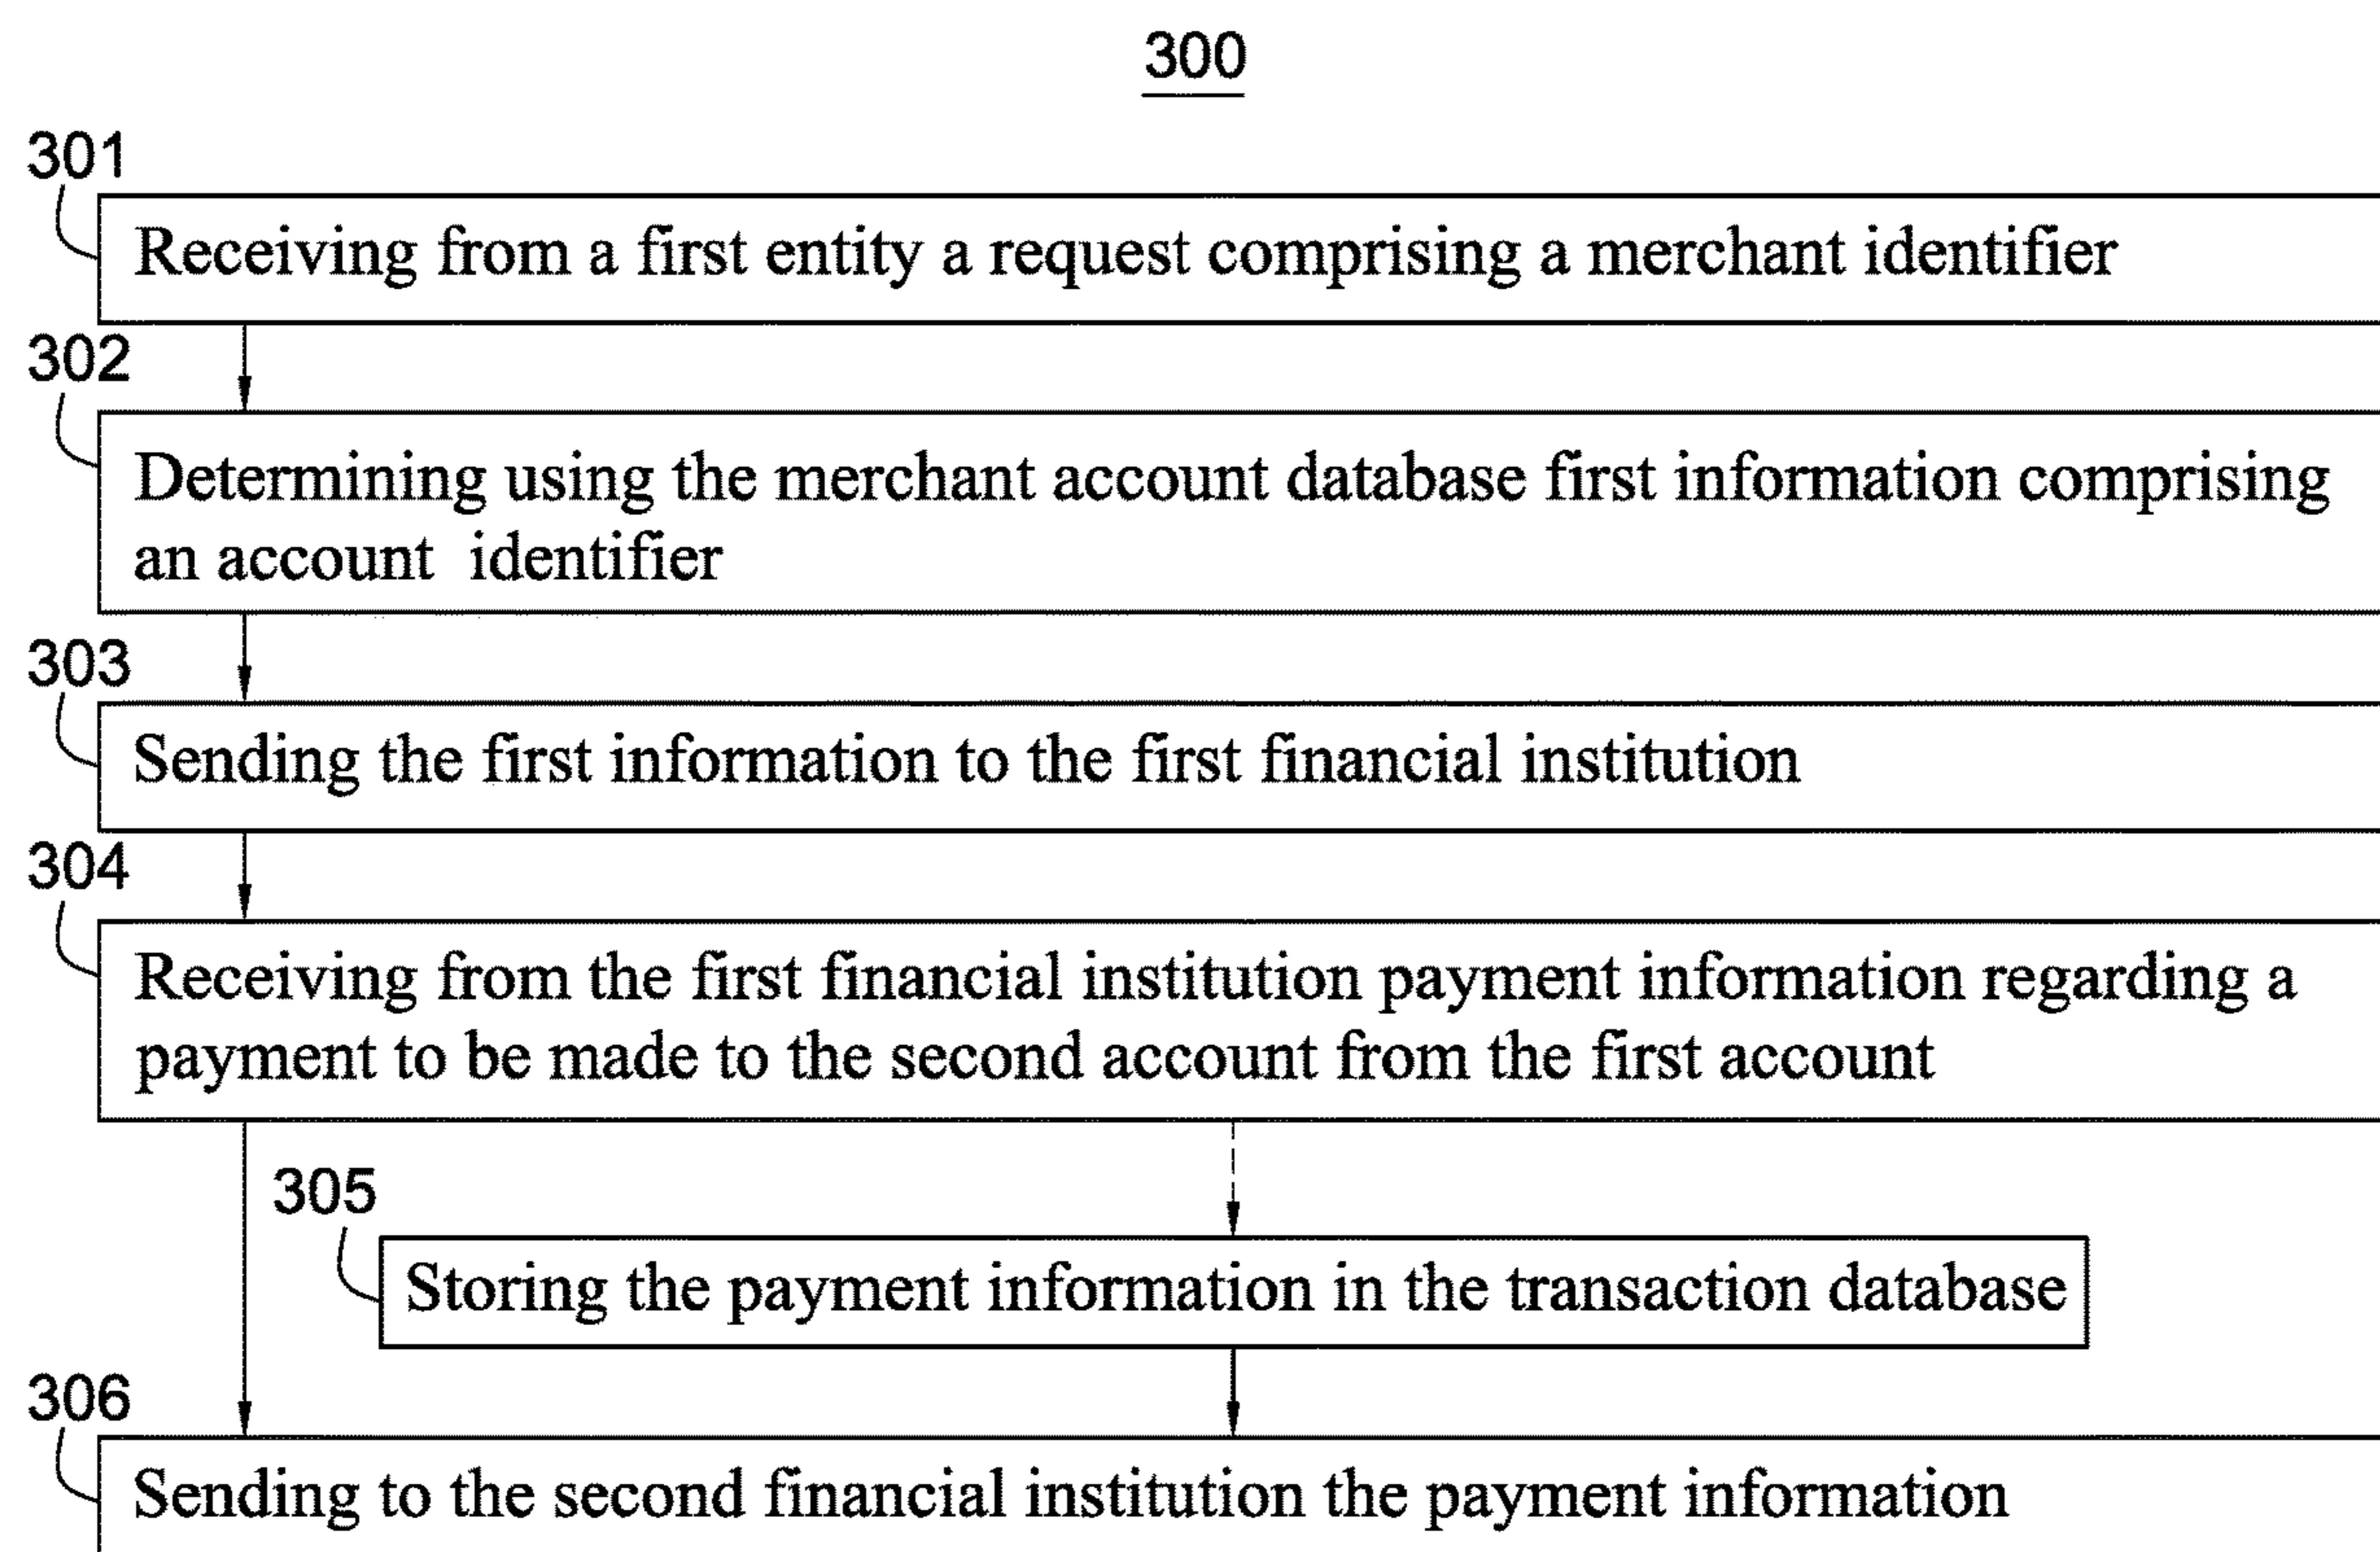 300
301
Receiving from a first entity a request comprising a merchant identifier
302
Determining using the merchant account database first information comprising
an account identifier
303
Sending the first information to the first financial institution
304
Receiving from the first financial institution payment information regarding a
payment to be made to the second account from the first account
305
Storing the payment information in the transaction database
306
Sending to the second financial institution the payment information